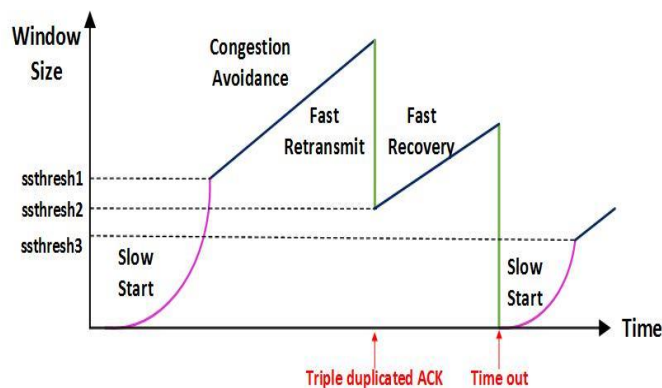 Window
Size
Congestion
Avoidance
Fast
Retransmit
Fast
Recovery
ssthresh1
ssthresh2
ssthresh3
Slow
Start
Slow
Start
Time
Triple duplicated ACK
Time out